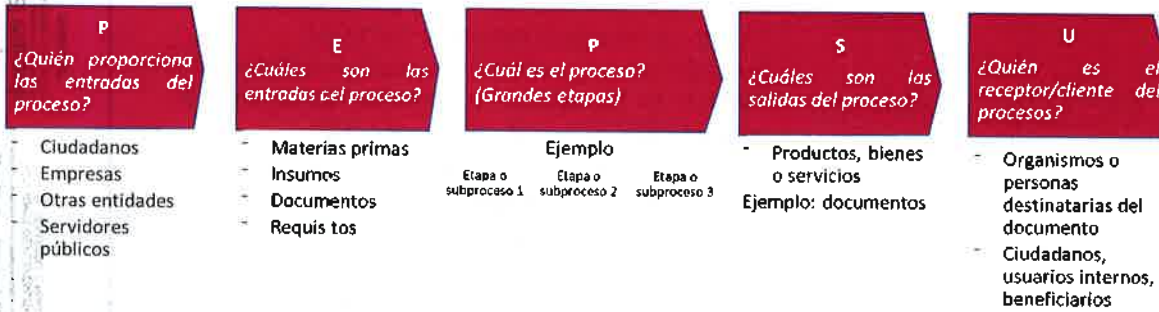 P
¿Quién proporciona
las entradas del
proceso?
Ciudadanos
Empresas
Otras entidades
Servidores
públicos
E
¿Cuáles son las
entradas del proceso?
Materias primas
Insumos
Documentos
Requis tos
P
¿Cuál es el proceso?
(Grandes etapas)
Ejemplo
Etapa o subproceso 1
Etapa o subproceso 2
Etapa o subproceso 3
S
¿Cuáles son las
salidas del proceso?
Productos, bienes
o servicios
Ejemplo: documentos
U
¿Quién es el
receptor/cliente del
procesos?
Organismos o
personas
destinatarias del
documento
Ciudadanos,
usuarios internos,
beneficiarios